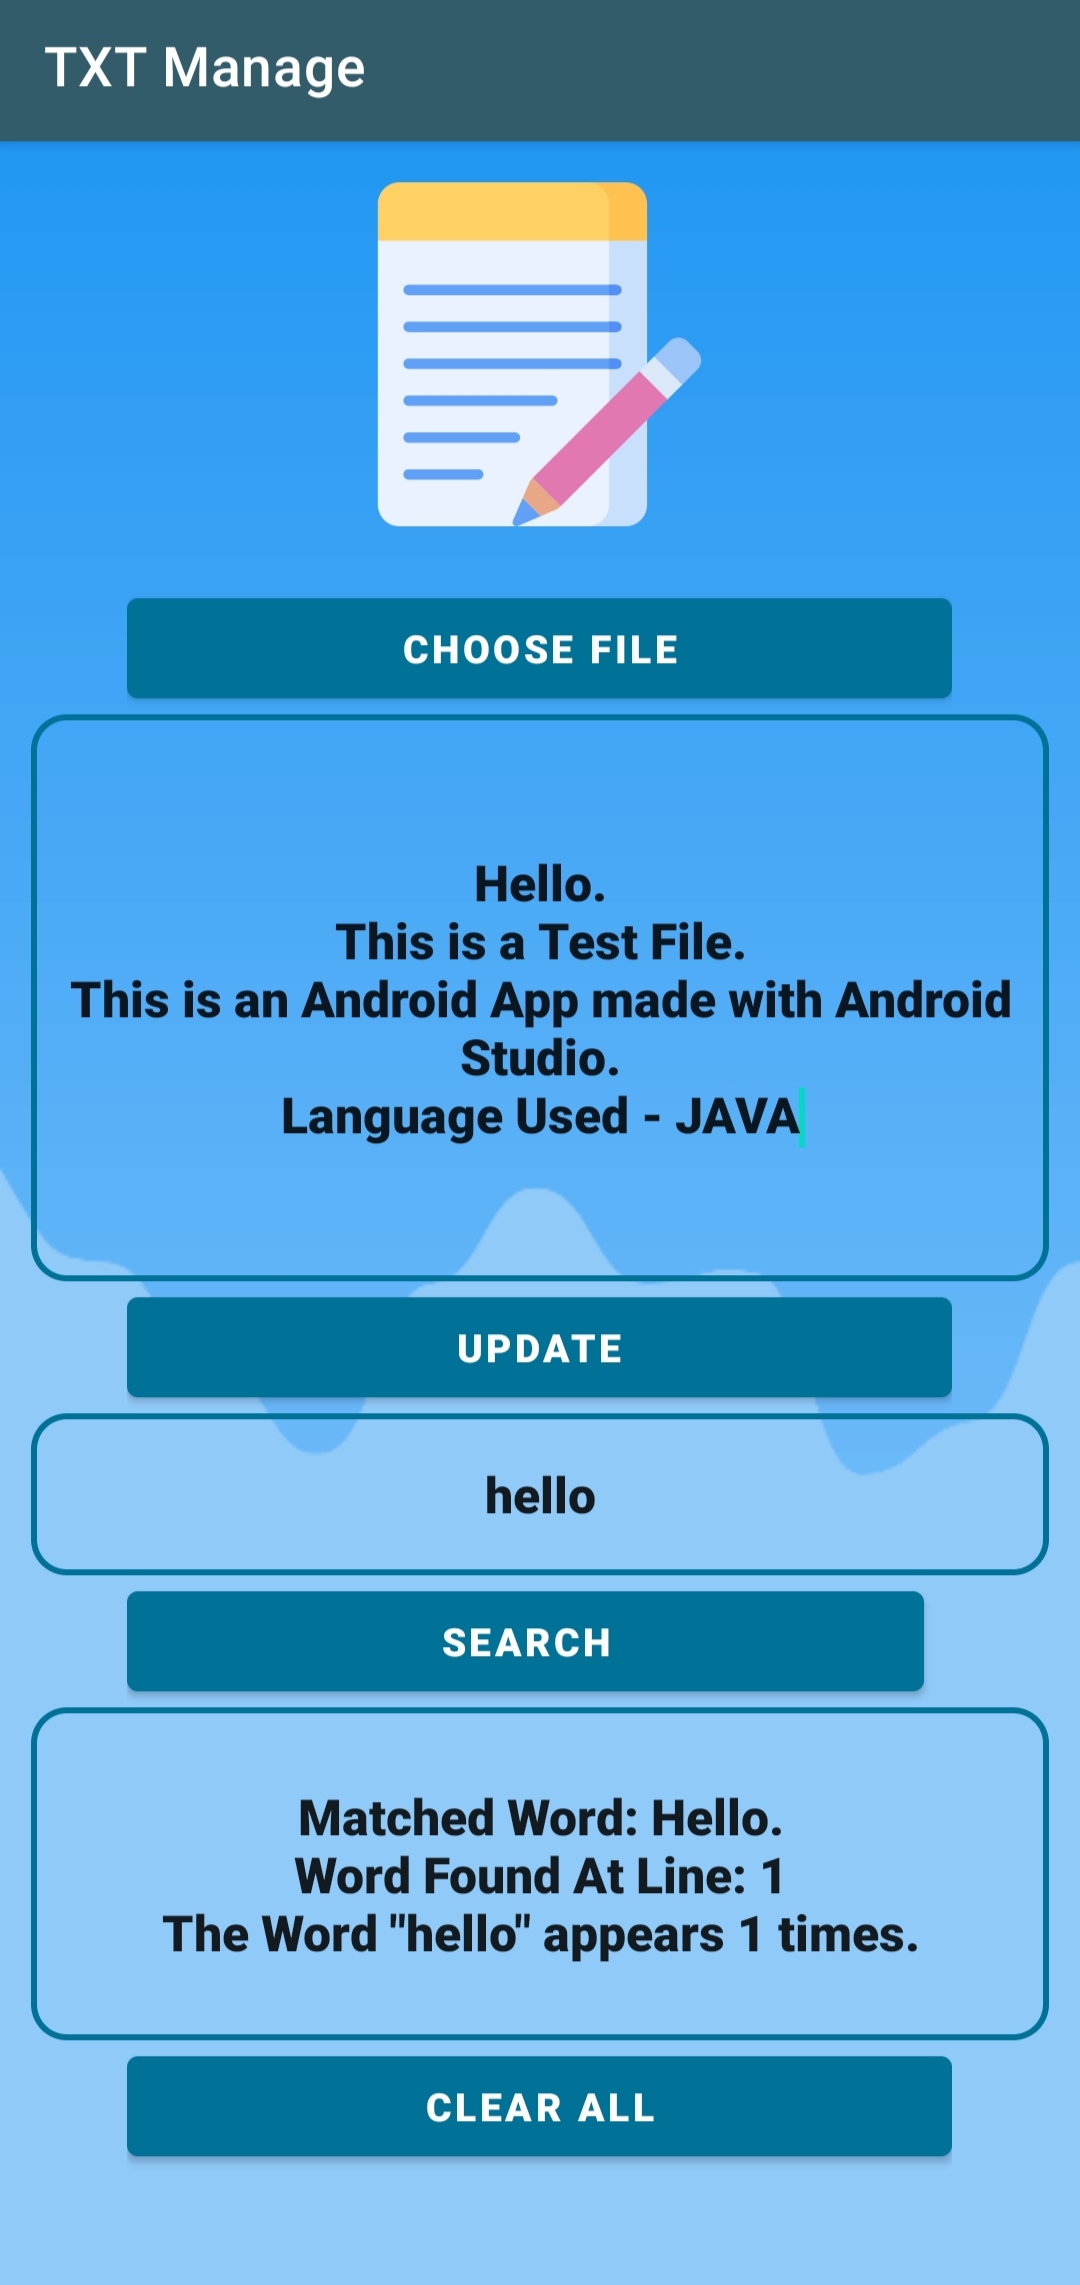 TXT Manage
CHOOSE FILE
Hello.
This is a Test File.
This is an Android App made with Android
Studio.
Language Used - JAVA
UPDATE
hello
SEARCH
Matched Word: Hello.
Word Found At Line: 1
The Word "hello" appears 1 times.
CLEAR ALL